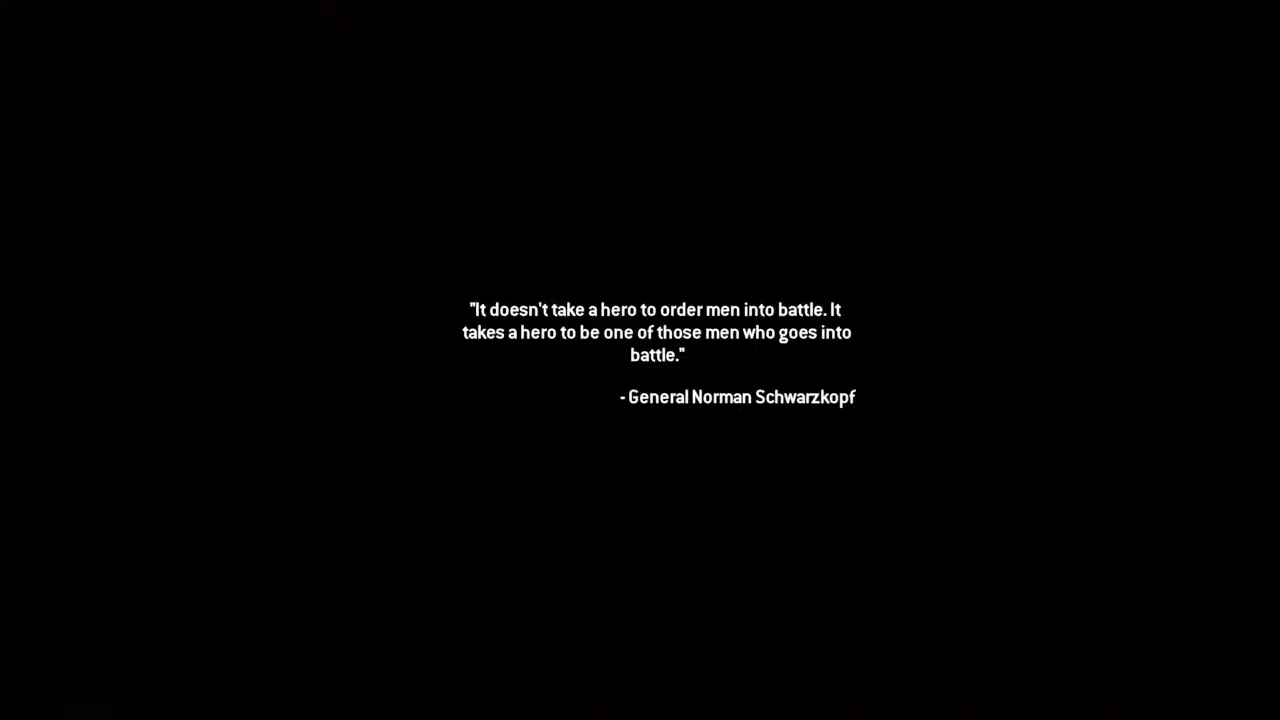 "It doesn't take a hero to order men into battle. It
takes a hero to be one of those men who goes into
battle."
- General Norman Schwarzkopf